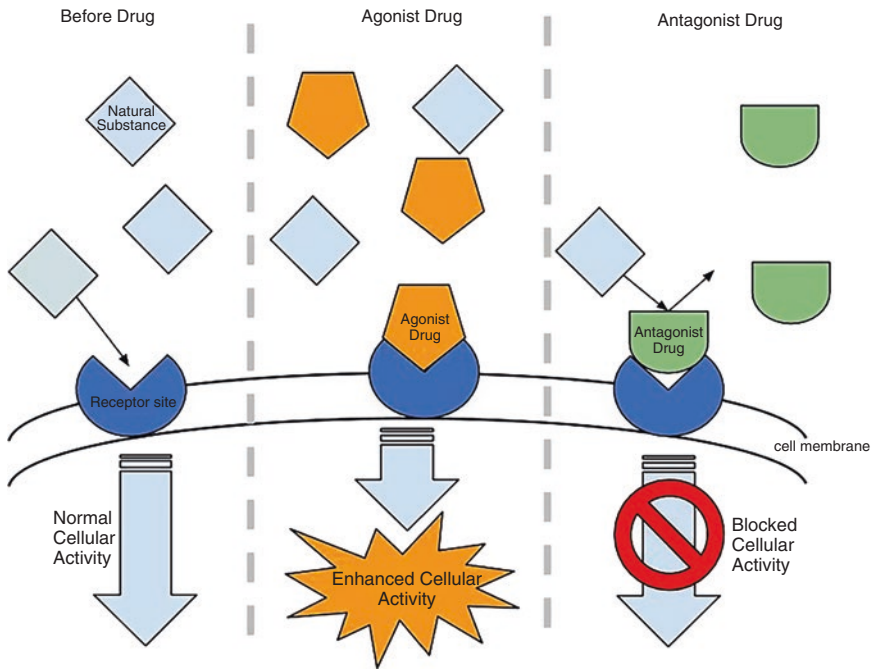 Before Drug
Agonist Drug
Antagonist Drug
Natural
Substance
Agonist
Drug
Antagonist
Drug
Receptor site
cell membrane
Normal
Cellular
Activity
Enhanced Cellular
Activity
Blocked
Cellular
Activity